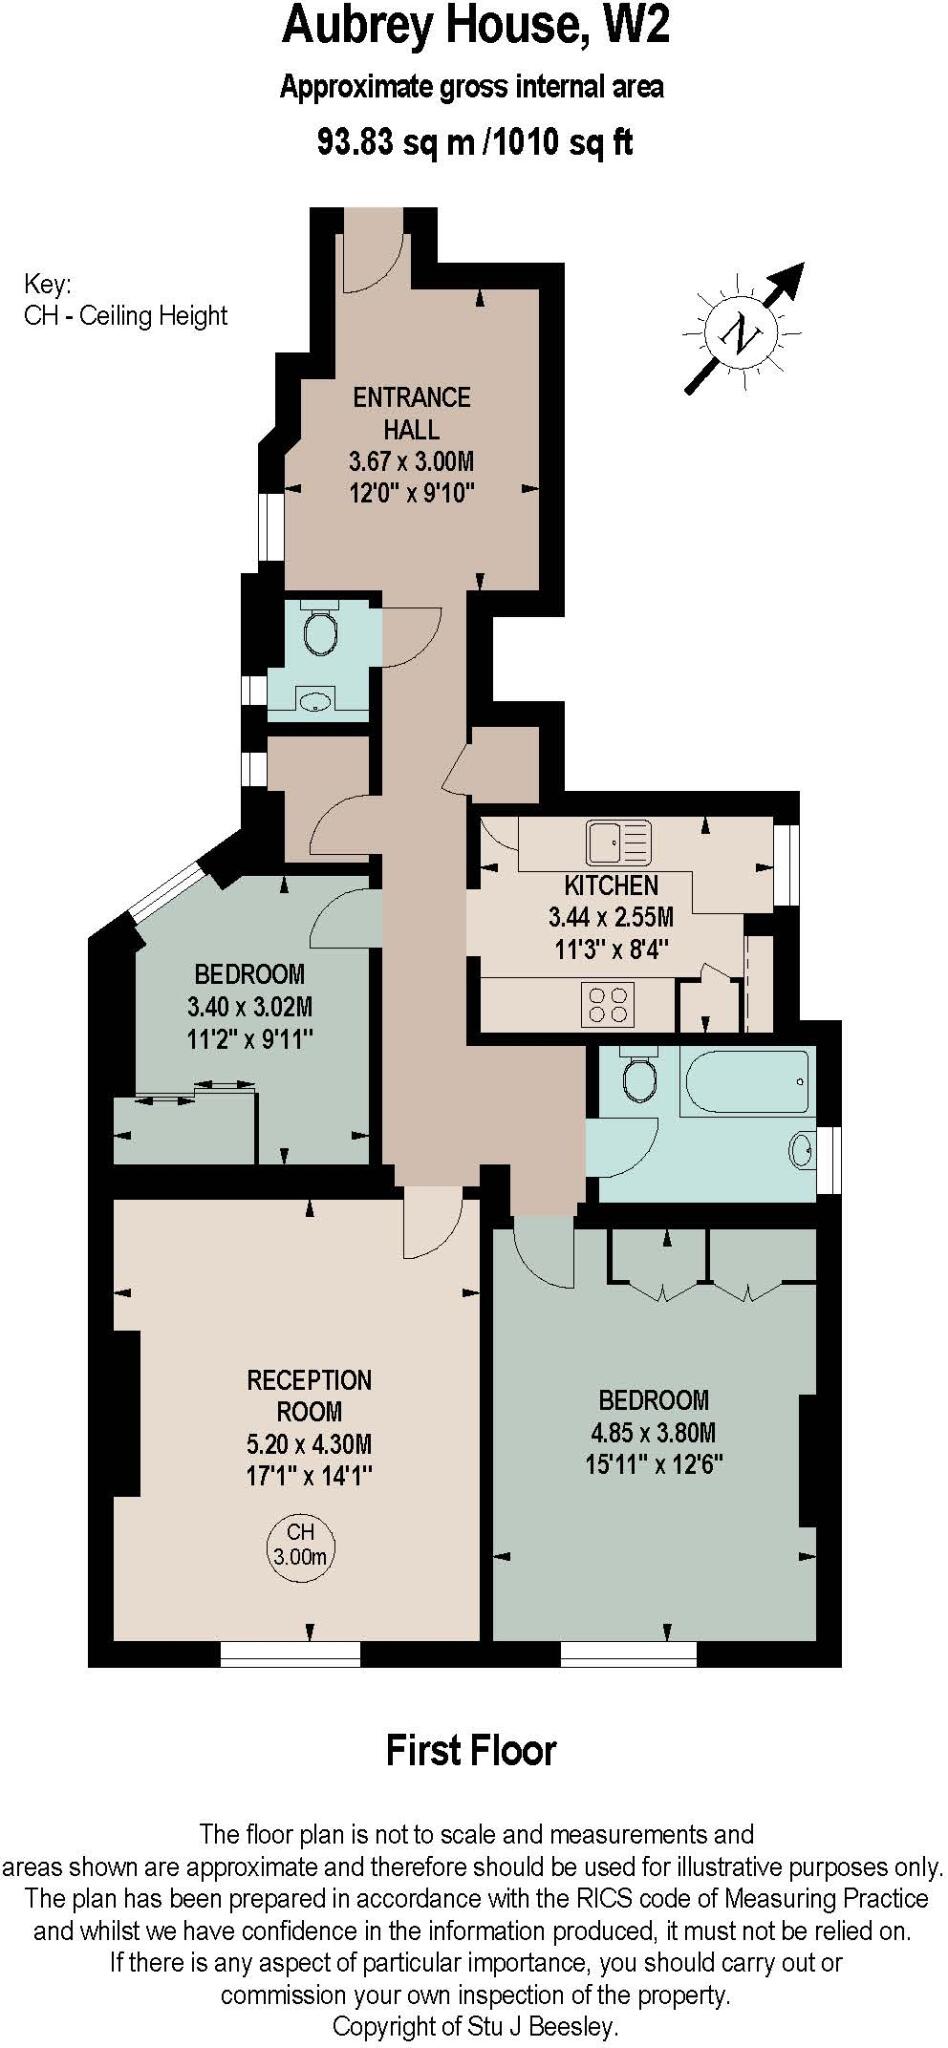 Aubrey House, W2
Approximate gross internal area
93.83 sq m /1010 sq ft
Key:
CH - Ceiling Height
N
ENTRANCE
HALL
3.67 x 3.00M
12'0" x 9'10"
KITCHEN
3.44 x 2.55M
11'3" x 8'4"
BEDROOM
3.40 x 3.02M
11'2" x 9'11"
RECEPTION
ROOM
5.20 x 4.30M
17'1" x 14'1"
CH
3.00m
BEDROOM
4.85 x 3.80M
15'11" x 12'6"
First Floor
The floor plan is not to scale and measurements and
areas shown are approximate and therefore should be used for illustrative purposes only.
The plan has been prepared in accordance with the RICS code of Measuring Practice
and whilst we have confidence in the information produced, it must not be relied on.
If there is any aspect of particular importance, you should carry out or
commission your own inspection of the property.
Copyright of Stu J Beesley.